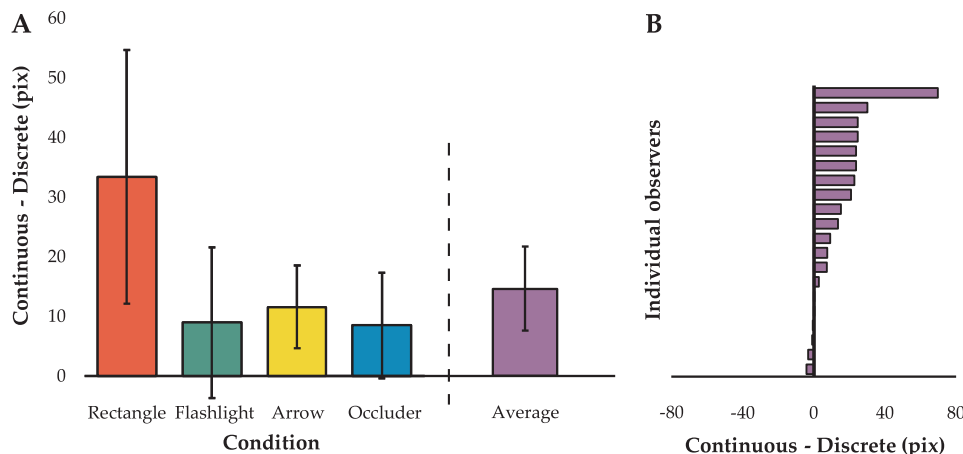 A
Continuous - Discrete (pix)
60
50
40
30
20
10
0
Rectangle Flashlight Arrow Occluder Average
Condition
B
Individual observers
-80 -40 0 40 80
Continuous - Discrete (pix)